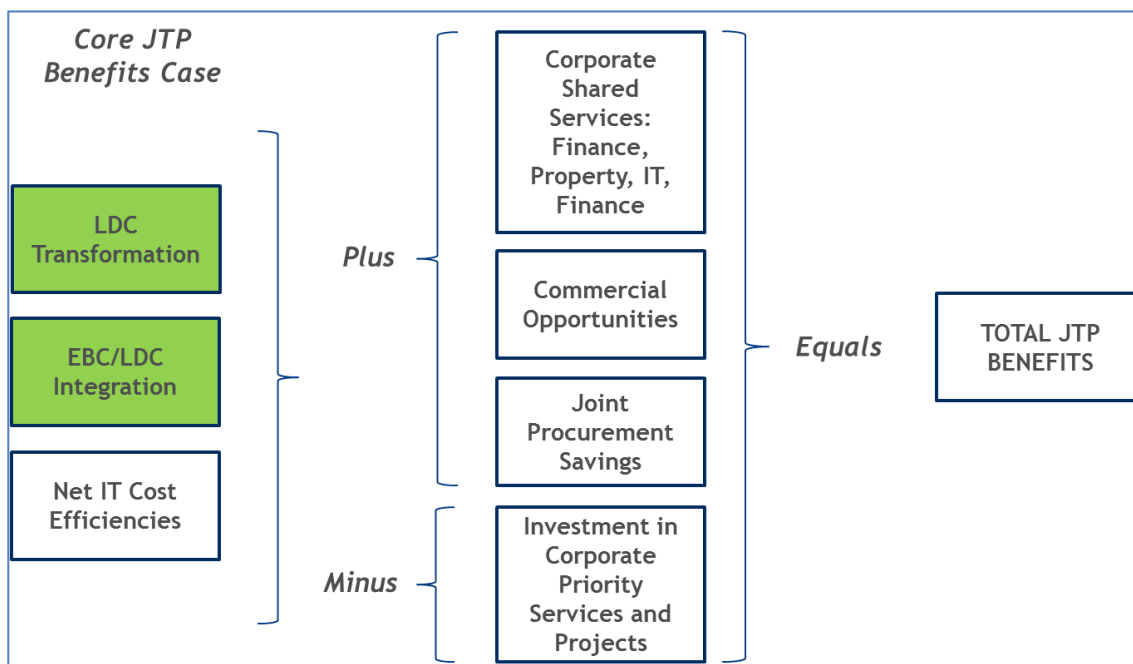 Core JTP
Benefits Case
LDC
Transformation
EBC/LDC
Integration
Net IT Cost
Efficiencies
Plus
Minus
Corporate
Shared
Services:
Finance,
Property, IT,
Finance
Commercial
Opportunities
Joint
Procurement
Savings
Investment in
Corporate
Priority
Services and
Projects
Equals
TOTAL JTP
BENEFITS